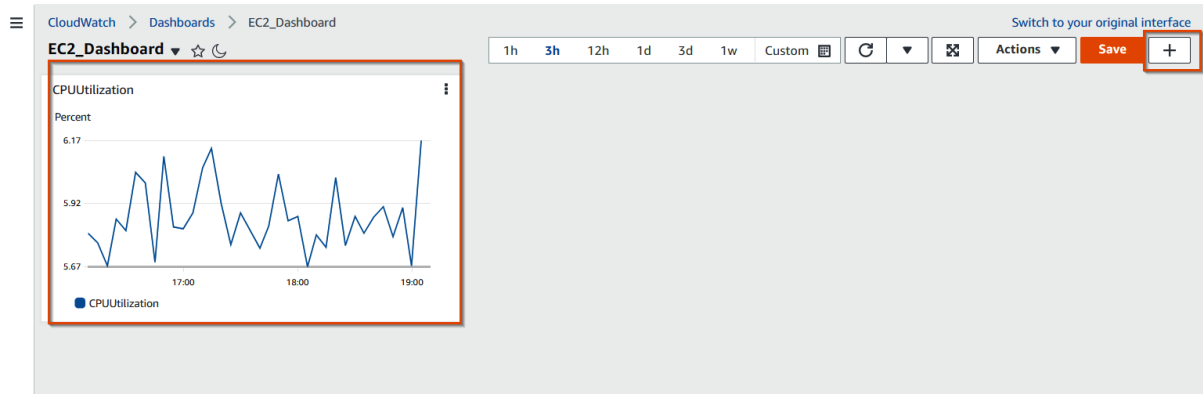 CloudWatch > Dashboards > EC2_Dashboard
Switch to your original interface
EC2_Dashboard
1h 3h 12h 1d 3d 1w Custom Actions Save +
CPUUtilization
Percent
6.17
5.92
5.67
17:00 18:00 19:00
CPUUtilization